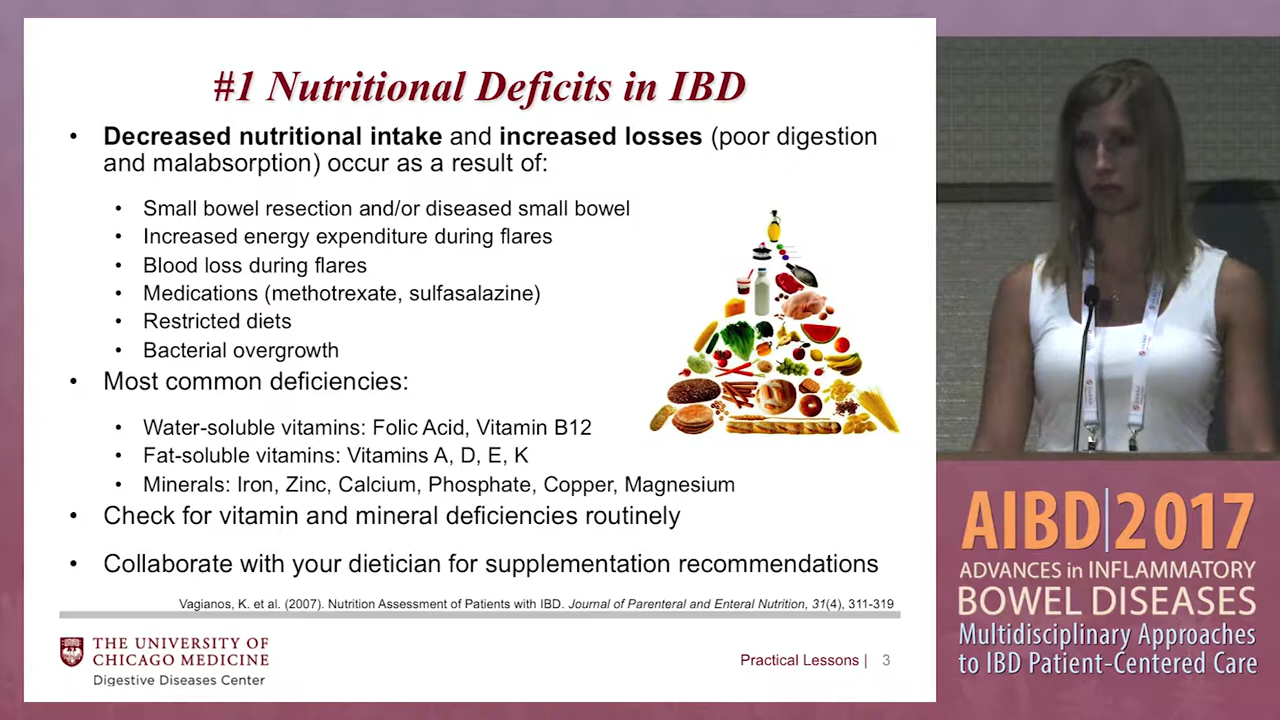 #1 Nutritional Deficits in IBD
• Decreased nutritional intake and increased losses (poor digestion
and malabsorption) occur as a result of:
• Small bowel resection and/or diseased small bowel
• Increased energy expenditure during flares
• Blood loss during flares
• Medications (methotrexate, sulfasalazine)
• Restricted diets
• Bacterial overgrowth
• Most common deficiencies:
• Water-soluble vitamins: Folic Acid, Vitamin B12
• Fat-soluble vitamins: Vitamins A, D, E, K
• Minerals: Iron, Zinc, Calcium, Phosphate, Copper, Magnesium
• Check for vitamin and mineral deficiencies routinely
• Collaborate with your dietician for supplementation recommendations
Vagianos, K. et al. (2007). Nutrition Assessment of Patients with IBD. Journal of Parenteral and Enteral Nutrition, 31(4), 311-319
THE UNIVERSITY OF
CHICAGO MEDICINE
Digestive Diseases Center
Practical Lessons | 3
AIBD|2017
ADVANCES in INFLAMMATORY
BOWEL DISEASES
Multidisciplinary Approaches
to IBD Patient-Centered Care